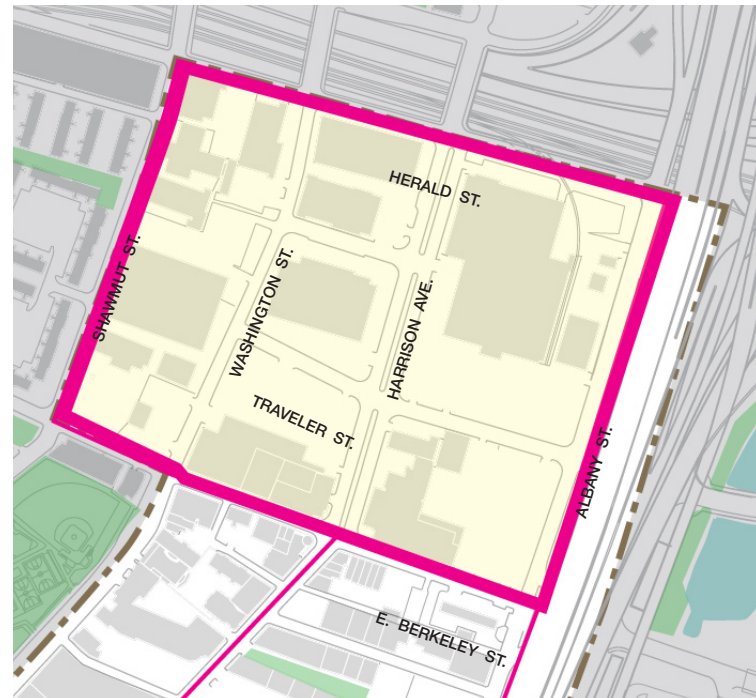 HERALD ST.
SHAWMUT ST.
WASHINGTON ST.
HARRISON AVE.
TRAVELER ST.
ALBANY ST.
E. BERKELEY ST.